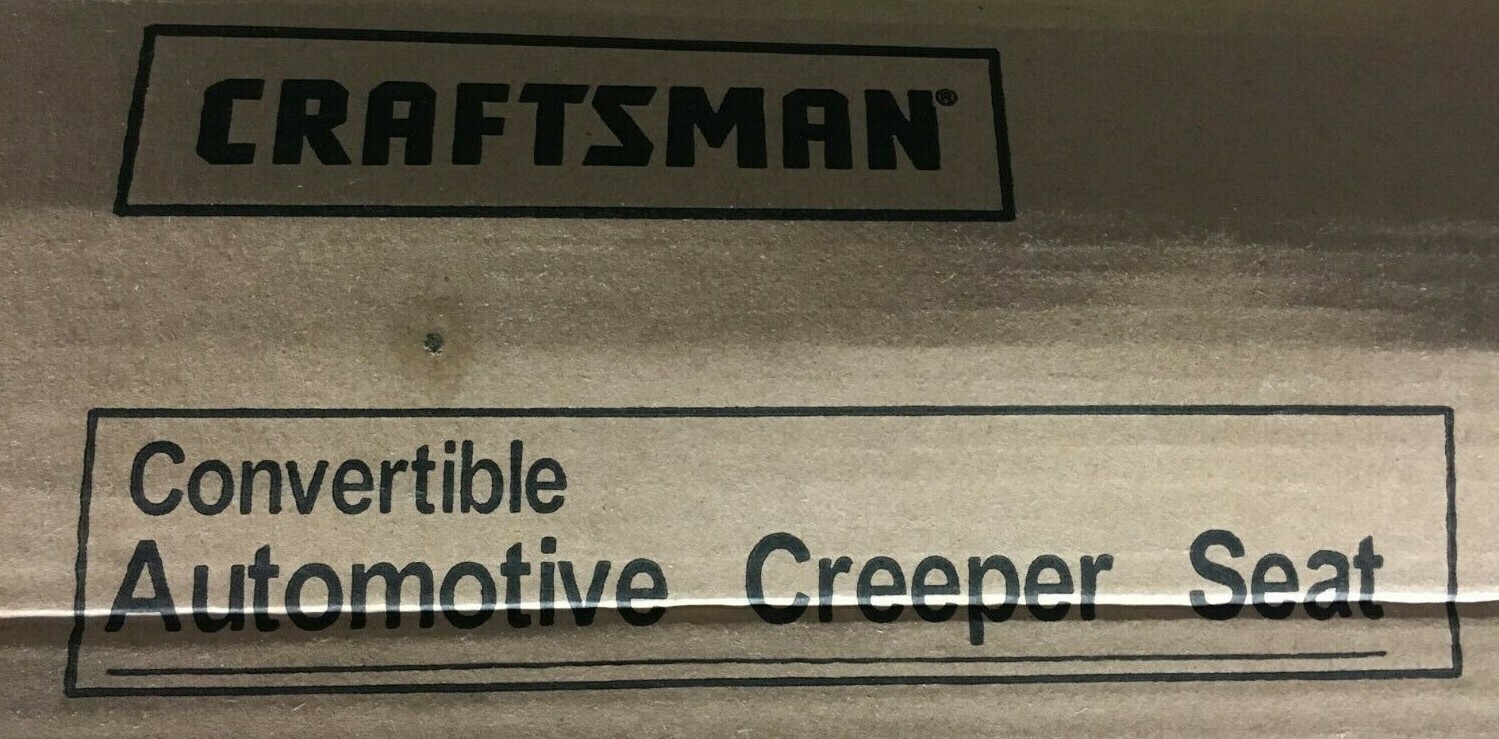 CRAFTSMAN®
Convertible
Automotive Creeper Seat